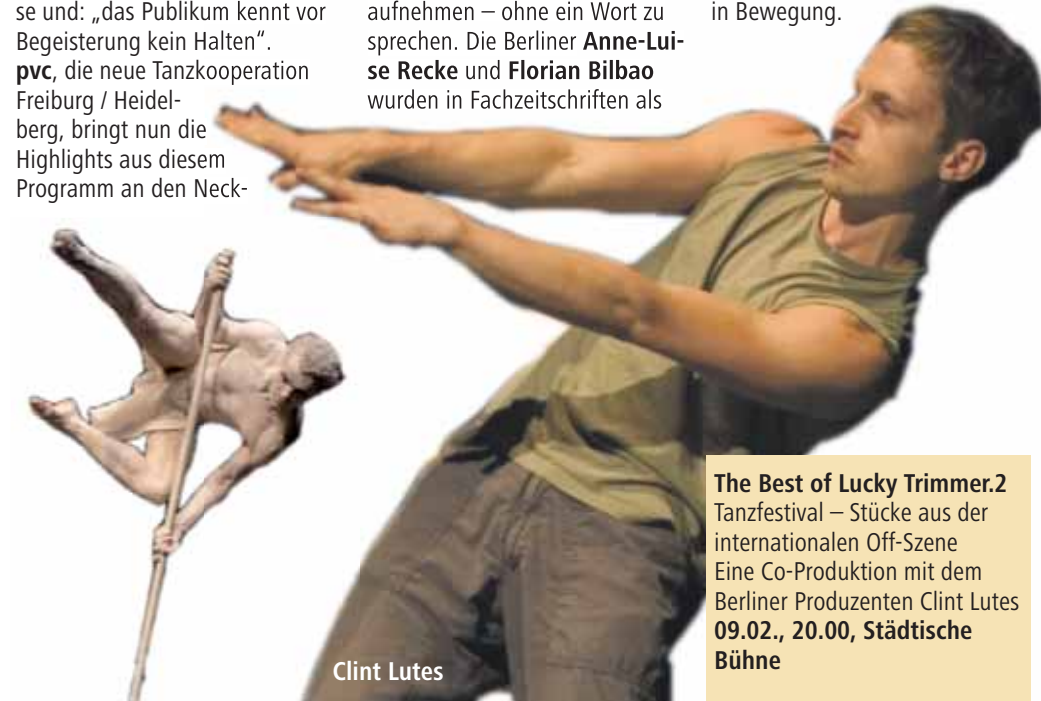 se und: „das Publikum kennt vor
Begeisterung kein Halten“.
pvc, die neue Tanzkooperation
Freiburg / Heidel-
berg, bringt nun die
Highlights aus diesem
Programm an den Neck-
aufnehmen – ohne ein Wort zu
sprechen. Die Berliner Anne-Lui-
se Recke und Florian Bilbao
wurden in Fachzeitschriften als
in Bewegung.
Clint Lutes
The Best of Lucky Trimmer.2
Tanzfestival – Stücke aus der
internationalen Off-Szene
Eine Co-Produktion mit dem
Berliner Produzenten Clint Lutes
09.02., 20.00, Städtische
Bühne